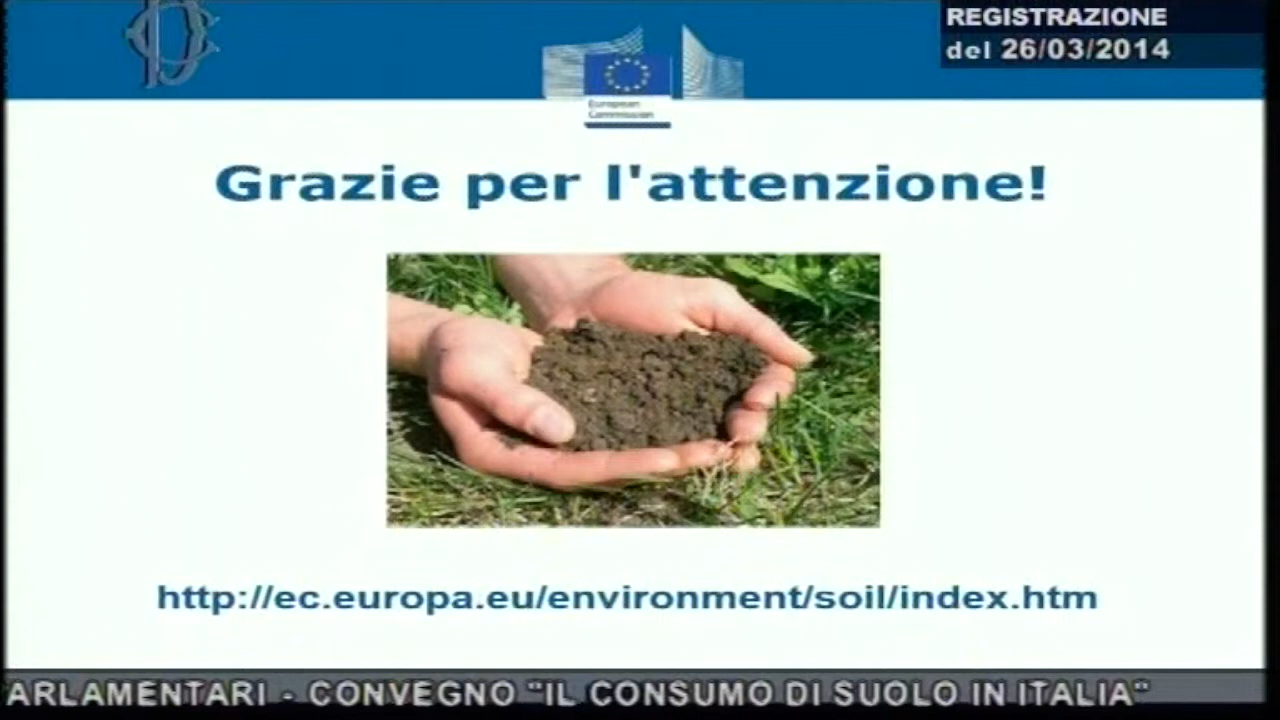 REGISTRAZIONE
del 26/03/2014
European
Commission
Grazie per l'attenzione!
http://ec.europa.eu/environment/soil/index.htm
ARLAMENTARI - CONVEGNO "IL CONSUMO DI SUOLO IN ITALIA"